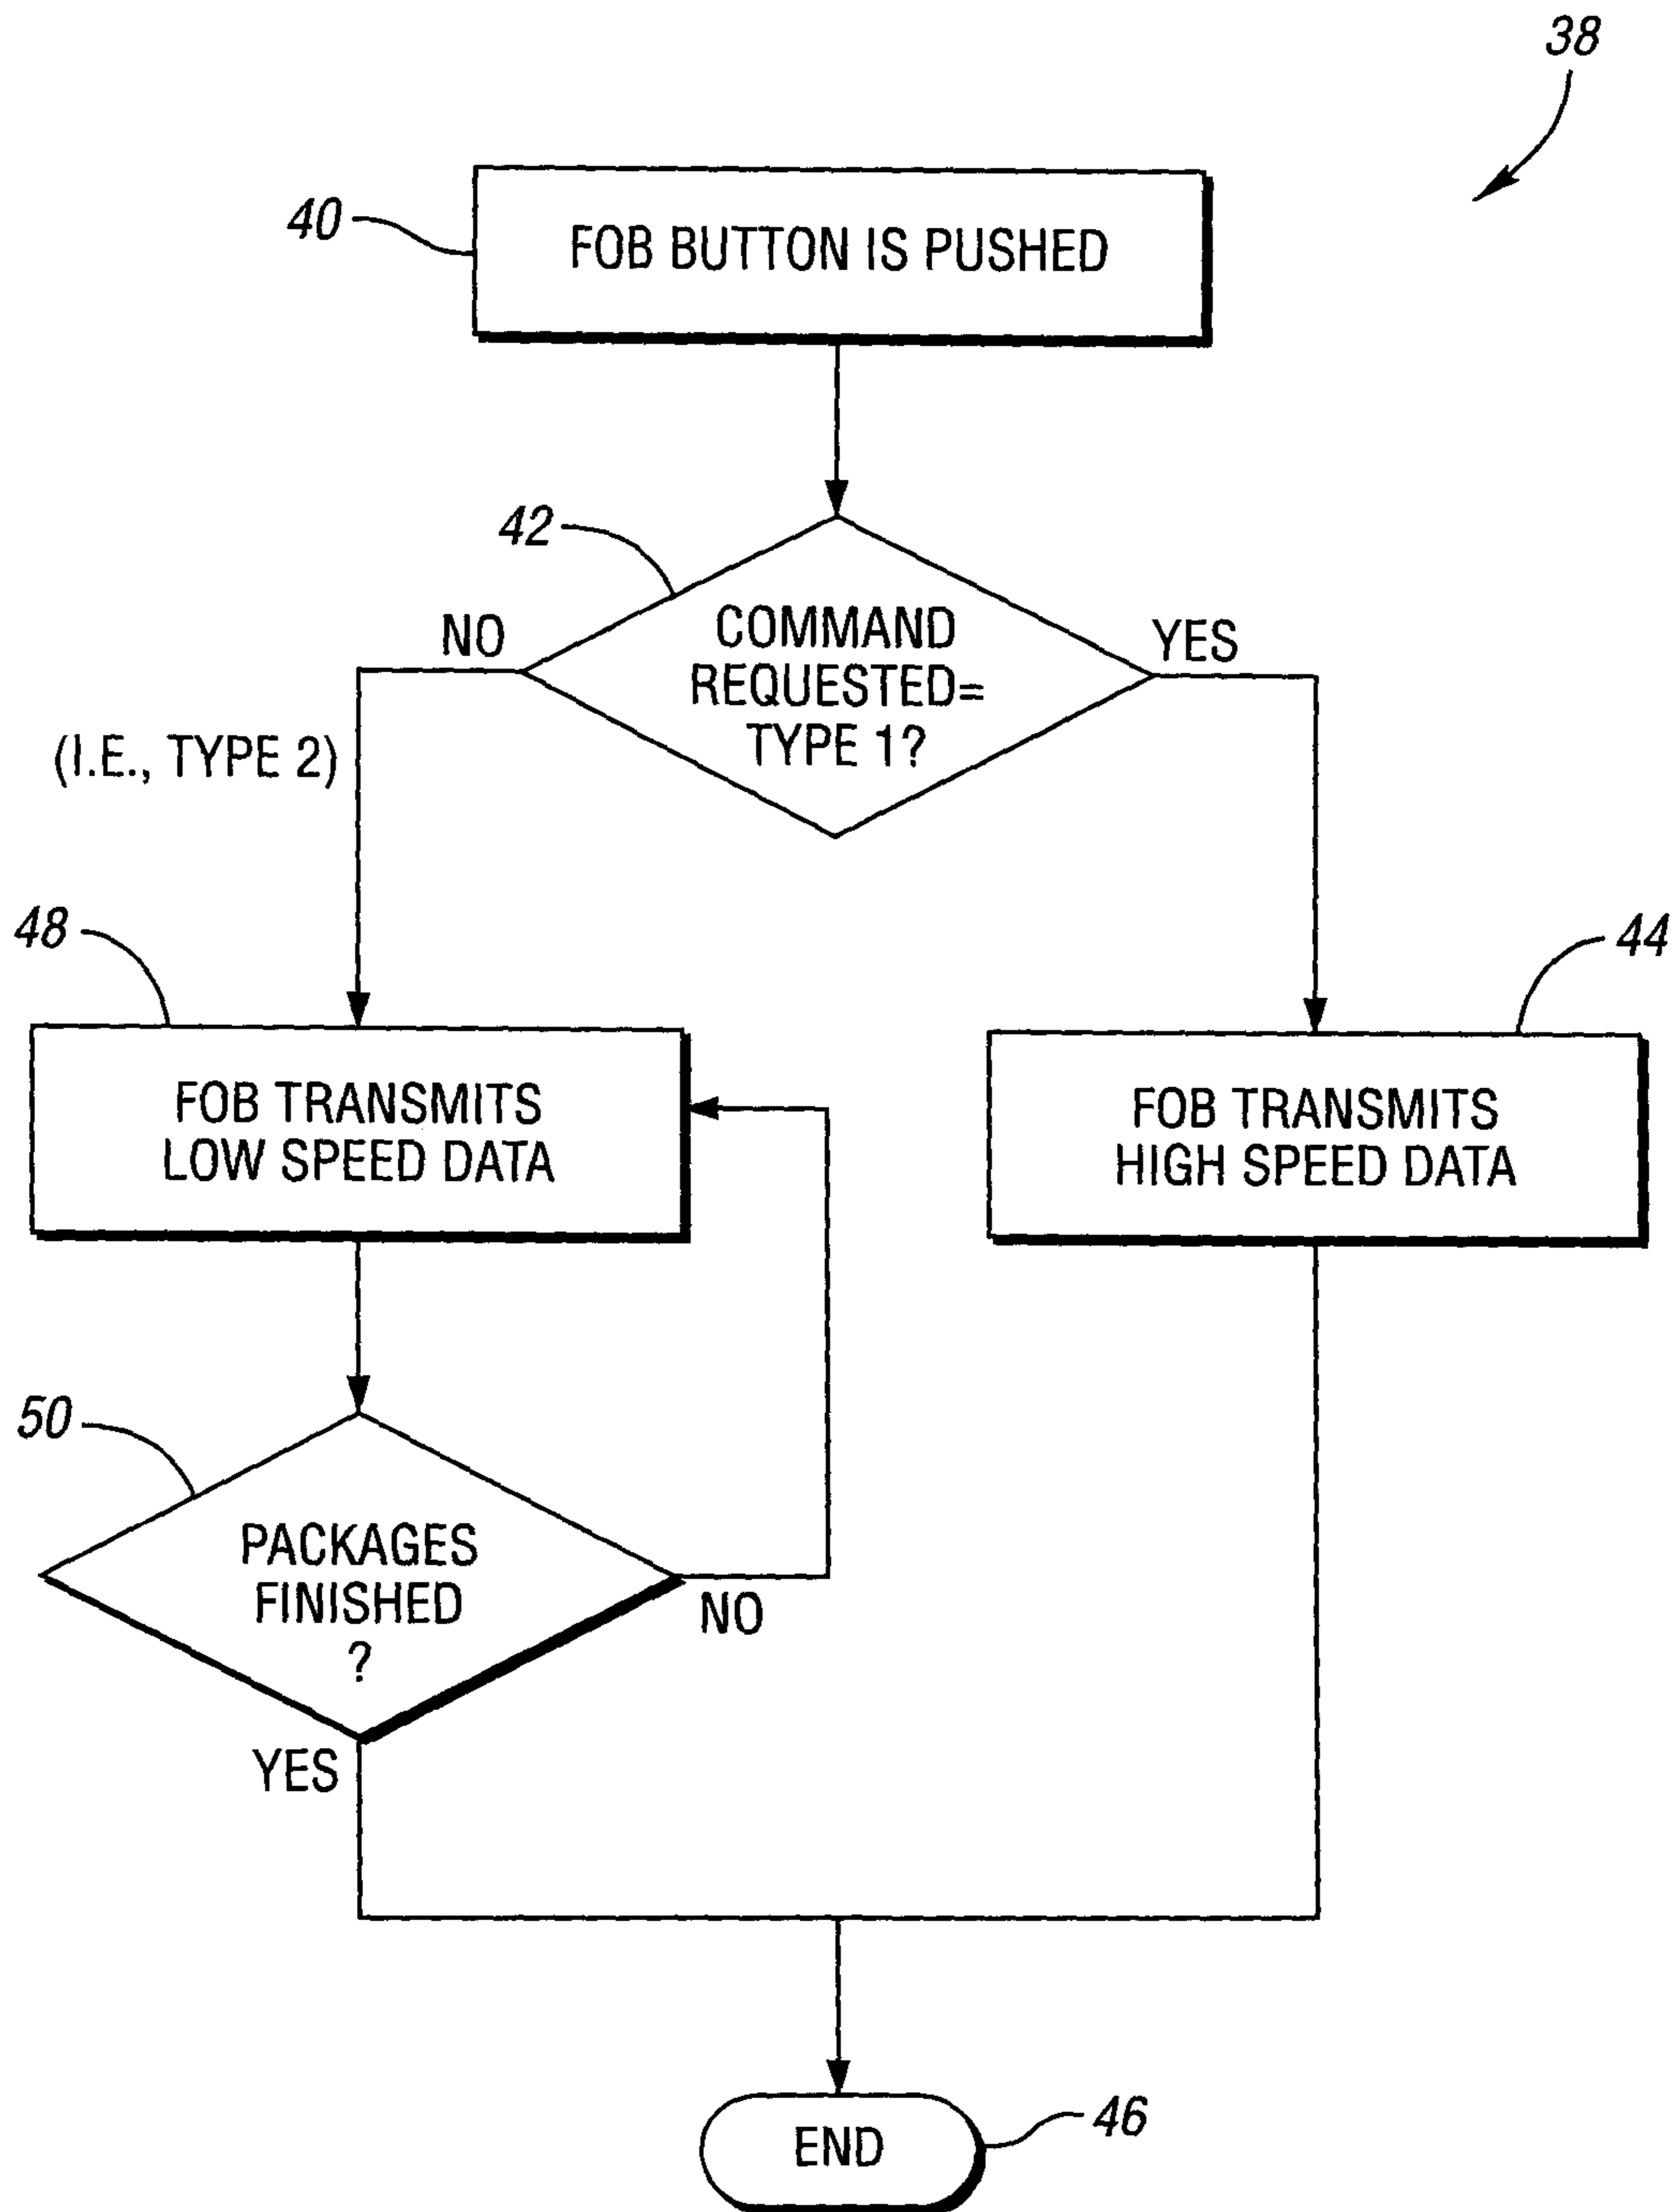 38
40
FOB BUTTON IS PUSHED
42
COMMAND
REQUESTED=
TYPE 1?
NO
YES
(I.E., TYPE 2)
48
44
FOB TRANSMITS
LOW SPEED DATA
FOB TRANSMITS
HIGH SPEED DATA
50
PACKAGES
FINISHED
?
NO
YES
END
46